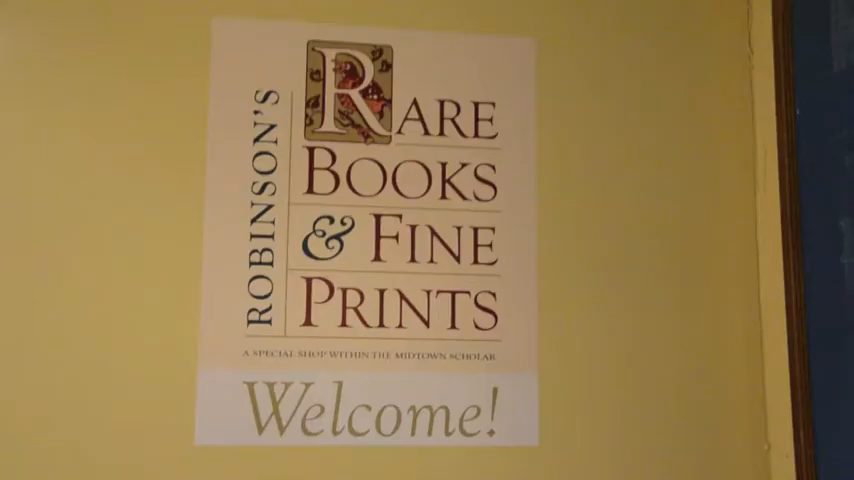 ROBINSON'S
RARE
BOOKS
& FINE
PRINTS
A SPECIAL SHOP WITHIN THE MIDTOWN SCHOLAR
Welcome!